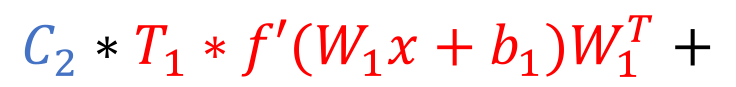 C₂ * T₁ * f′(W₁x + b₁)W₁ᵀ +